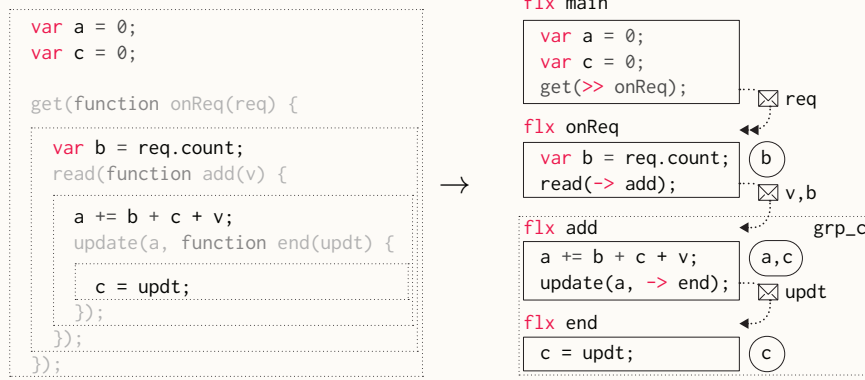 var a = 0;
var c = 0;
get(function onReq(req) {
var b = req.count;
read(function add(v) {
a += b + c + v;
update(a, function end(updt) {
c = updt;
});
});
});
→
flx main
var a = 0;
var c = 0;
get(>> onReq);
req
flx onReq
var b = req.count;
read(-> add);
b
v,b
flx add
grp_c
a += b + c + v;
update(a, -> end);
a,c
updt
flx end
c = updt;
c